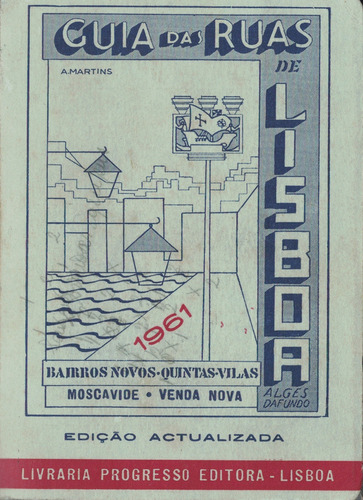 GUIA DAS RUAS
DE
LISBOA
A. MARTINS
1961
BAIRROS NOVOS-QUINTAS-VILAS
MOSCAVIDE • VENDA NOVA
ALGES
DAFUNDO
EDIÇÃO ACTUALIZADA
LIVRARIA PROGRESSO EDITORA - LISBOA